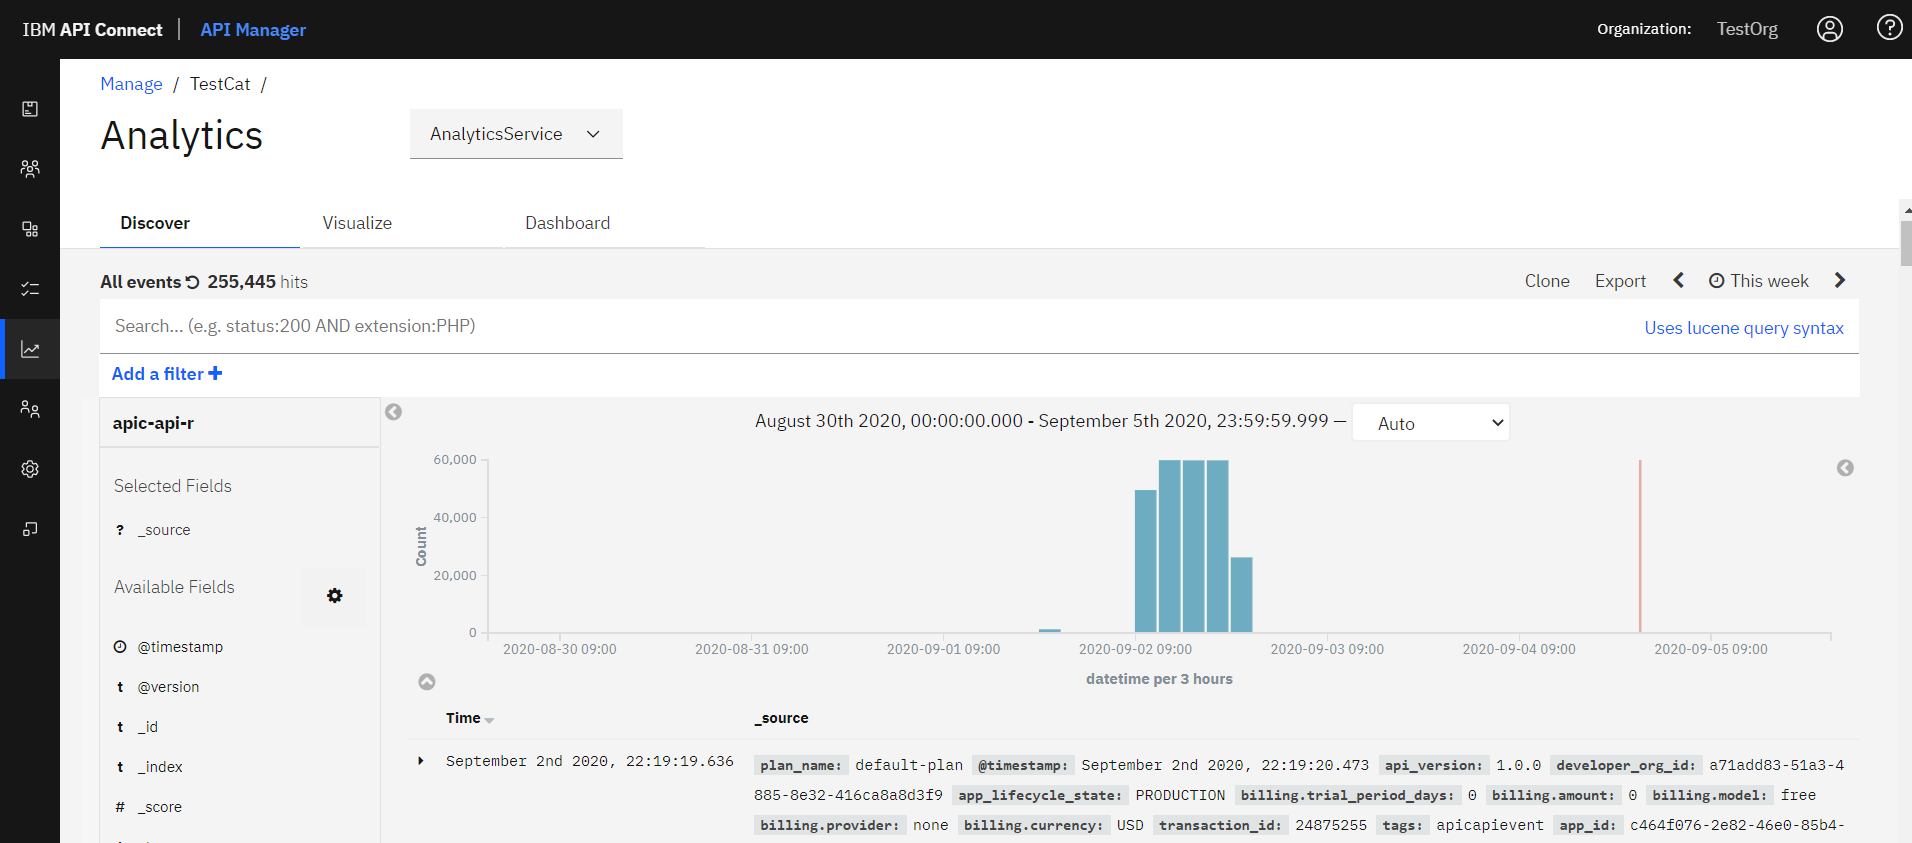 IBM API Connect | API Manager
Organization: TestOrg
Manage / TestCat /
Analytics
AnalyticsService
Discover
Visualize
Dashboard
All events 255,445 hits
Clone
Export
This week
Search... (e.g. status:200 AND extension:PHP)
Uses lucene query syntax
Add a filter +
apic-api-r
August 30th 2020, 00:00:00.000 - September 5th 2020, 23:59:59.999 —
Auto
Selected Fields
? _source
Available Fields
@timestamp
t @version
t _id
t _index
# _score
Count
60,000
40,000
20,000
0
2020-08-30 09:00
2020-08-31 09:00
2020-09-01 09:00
2020-09-02 09:00
2020-09-03 09:00
2020-09-04 09:00
2020-09-05 09:00
datetime per 3 hours
Time
_source
September 2nd 2020, 22:19:19.636
plan_name: default-plan @timestamp: September 2nd 2020, 22:19:20.473 api_version: 1.0.0 developer_org_id: a71add83-51a3-4
885-8e32-416ca8a8d3f9 app_lifecycle_state: PRODUCTION billing.trial_period_days: 0 billing.amount: 0 billing.model: free
billing.provider: none billing.currency: USD transaction_id: 24875255 tags: apicapievent app_id: c464f076-2e82-46e0-85b4-